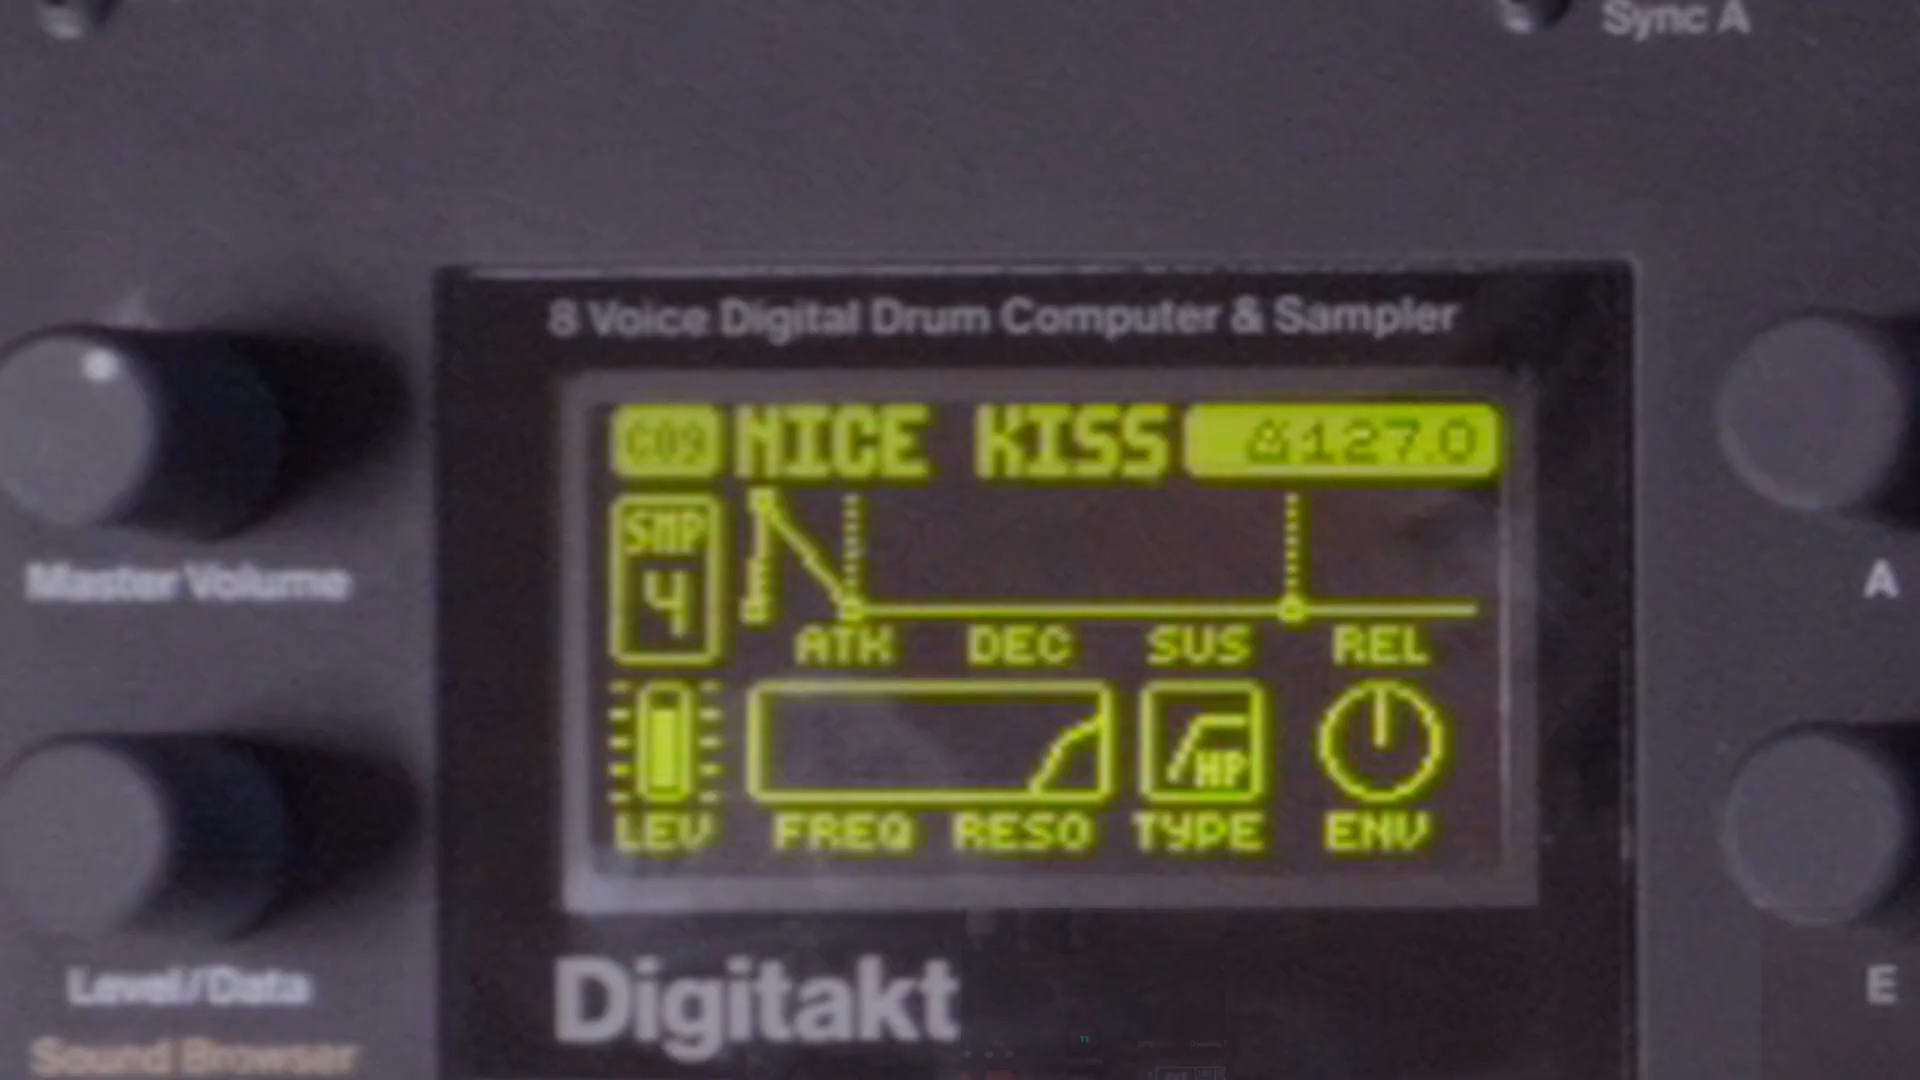 Sync A
8 Voice Digital Drum Computer & Sampler
C09 NICE KISS Δ127.0
SMP
4
ATK DEC SUS REL
HP
LEV FREQ RESO TYPE ENV
Master Volume
A
Level/Data
E
Digitakt
Sound Browser